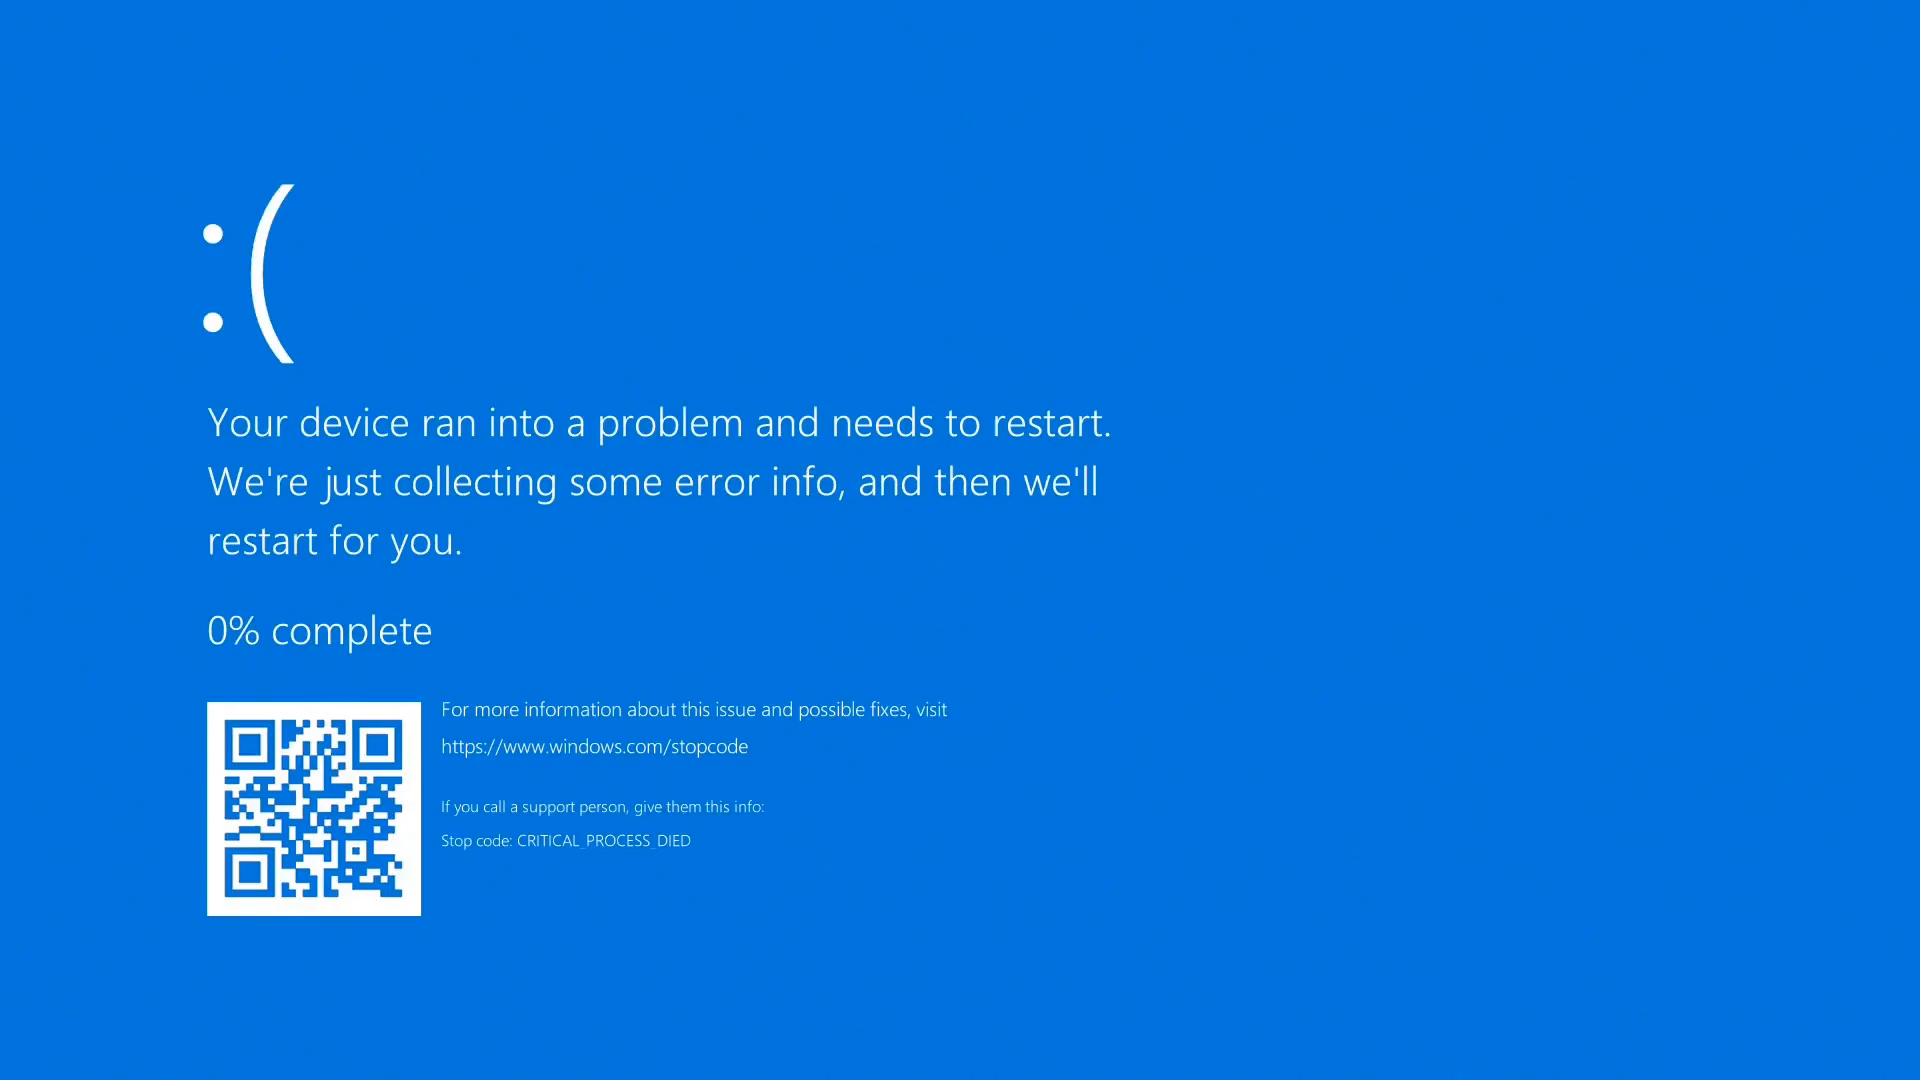 :(
Your device ran into a problem and needs to restart.
We're just collecting some error info, and then we'll
restart for you.
0% complete
For more information about this issue and possible fixes, visit
https://www.windows.com/stopcode
If you call a support person, give them this info:
Stop code: CRITICAL_PROCESS_DIED